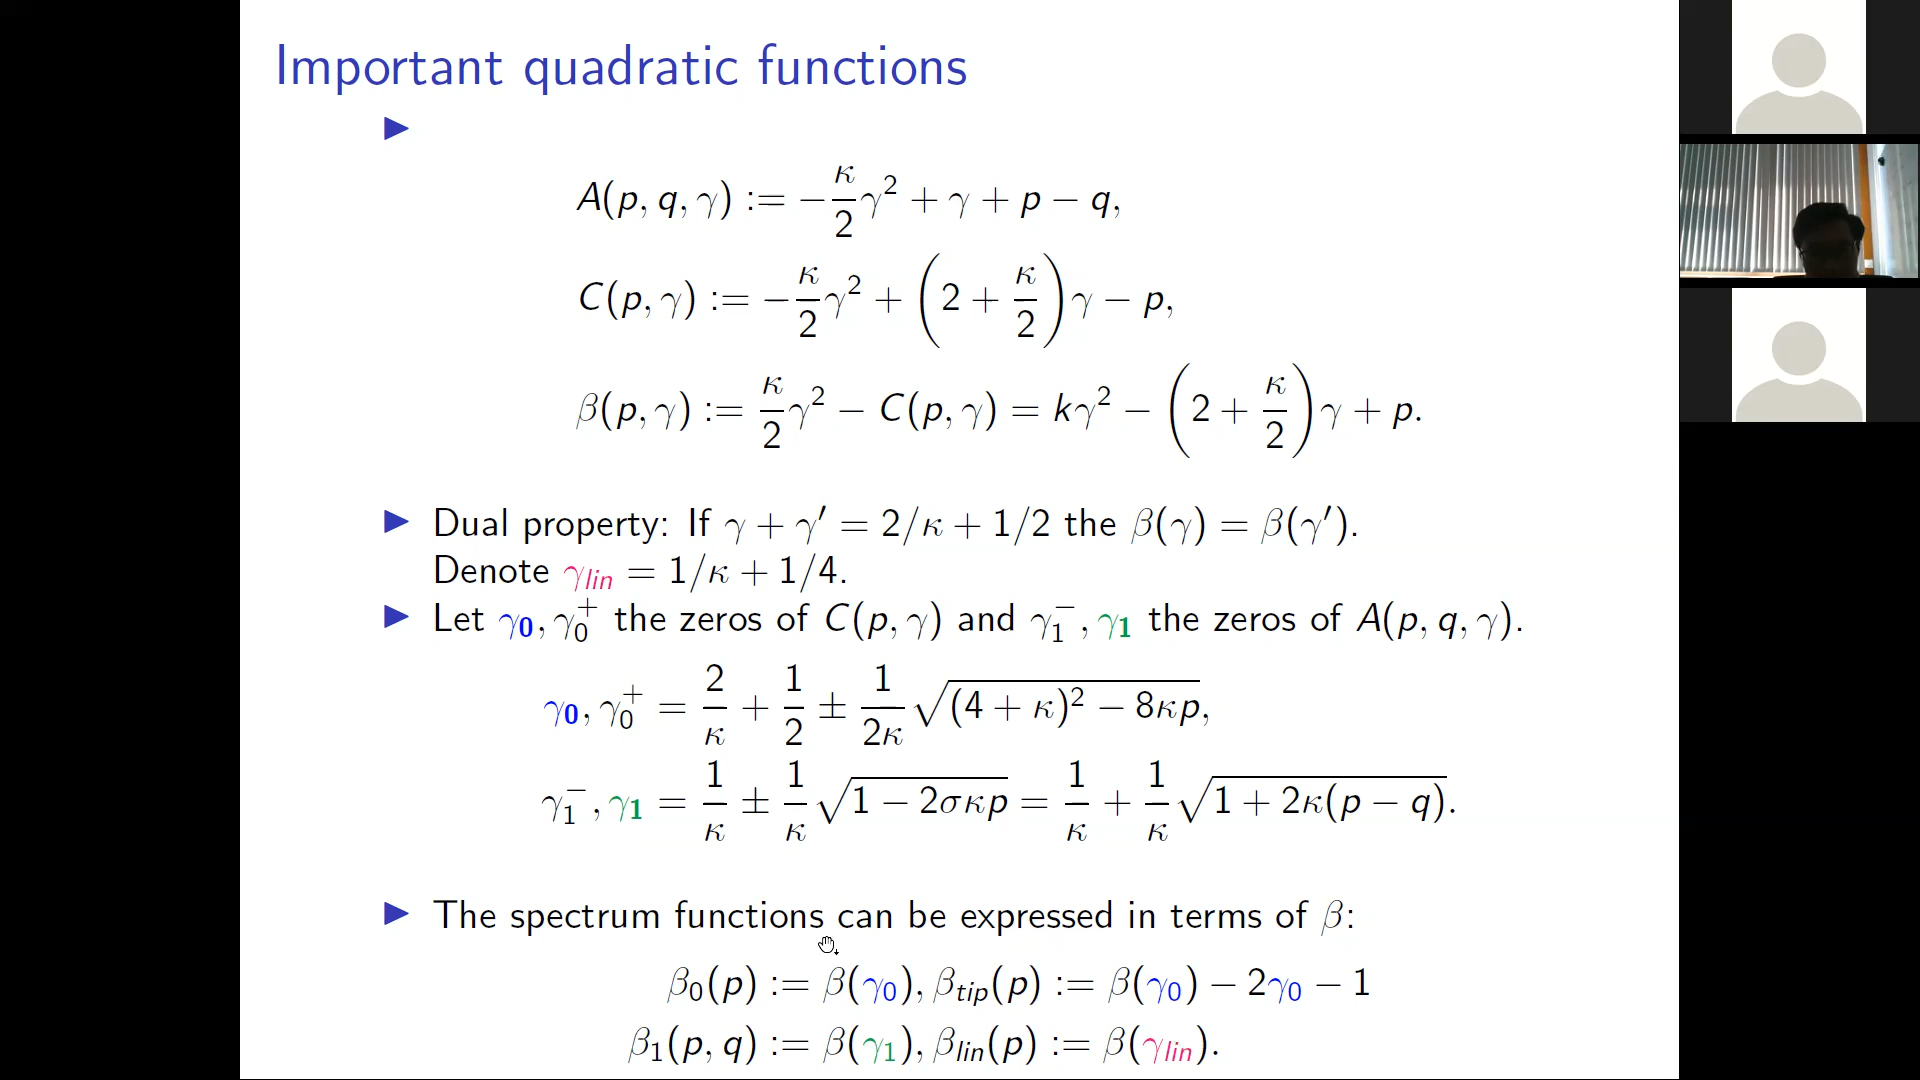 Important quadratic functions
A(p, q, γ) := −κ/2 γ² + γ + p − q,
C(p, γ) := −κ/2 γ² + (2 + κ/2) γ − p,
β(p, γ) := κ/2 γ² − C(p, γ) = kγ² − (2 + κ/2) γ + p.
Dual property: If γ + γ′ = 2/κ + 1/2 the β(γ) = β(γ′).
Denote γ_lin = 1/κ + 1/4.
Let γ₀, γ₀⁺ the zeros of C(p, γ) and γ₁⁻, γ₁ the zeros of A(p, q, γ).
γ₀, γ₀⁺ = 2/κ + 1/2 ± 1/2κ √((4 + κ)² − 8κp),
γ₁⁻, γ₁ = 1/κ ± 1/κ √(1 − 2σκp) = 1/κ + 1/κ √(1 + 2κ(p − q)).
The spectrum functions can be expressed in terms of β:
β₀(p) := β(γ₀), β_tip(p) := β(γ₀) − 2γ₀ − 1
β₁(p, q) := β(γ₁), β_lin(p) := β(γ_lin).